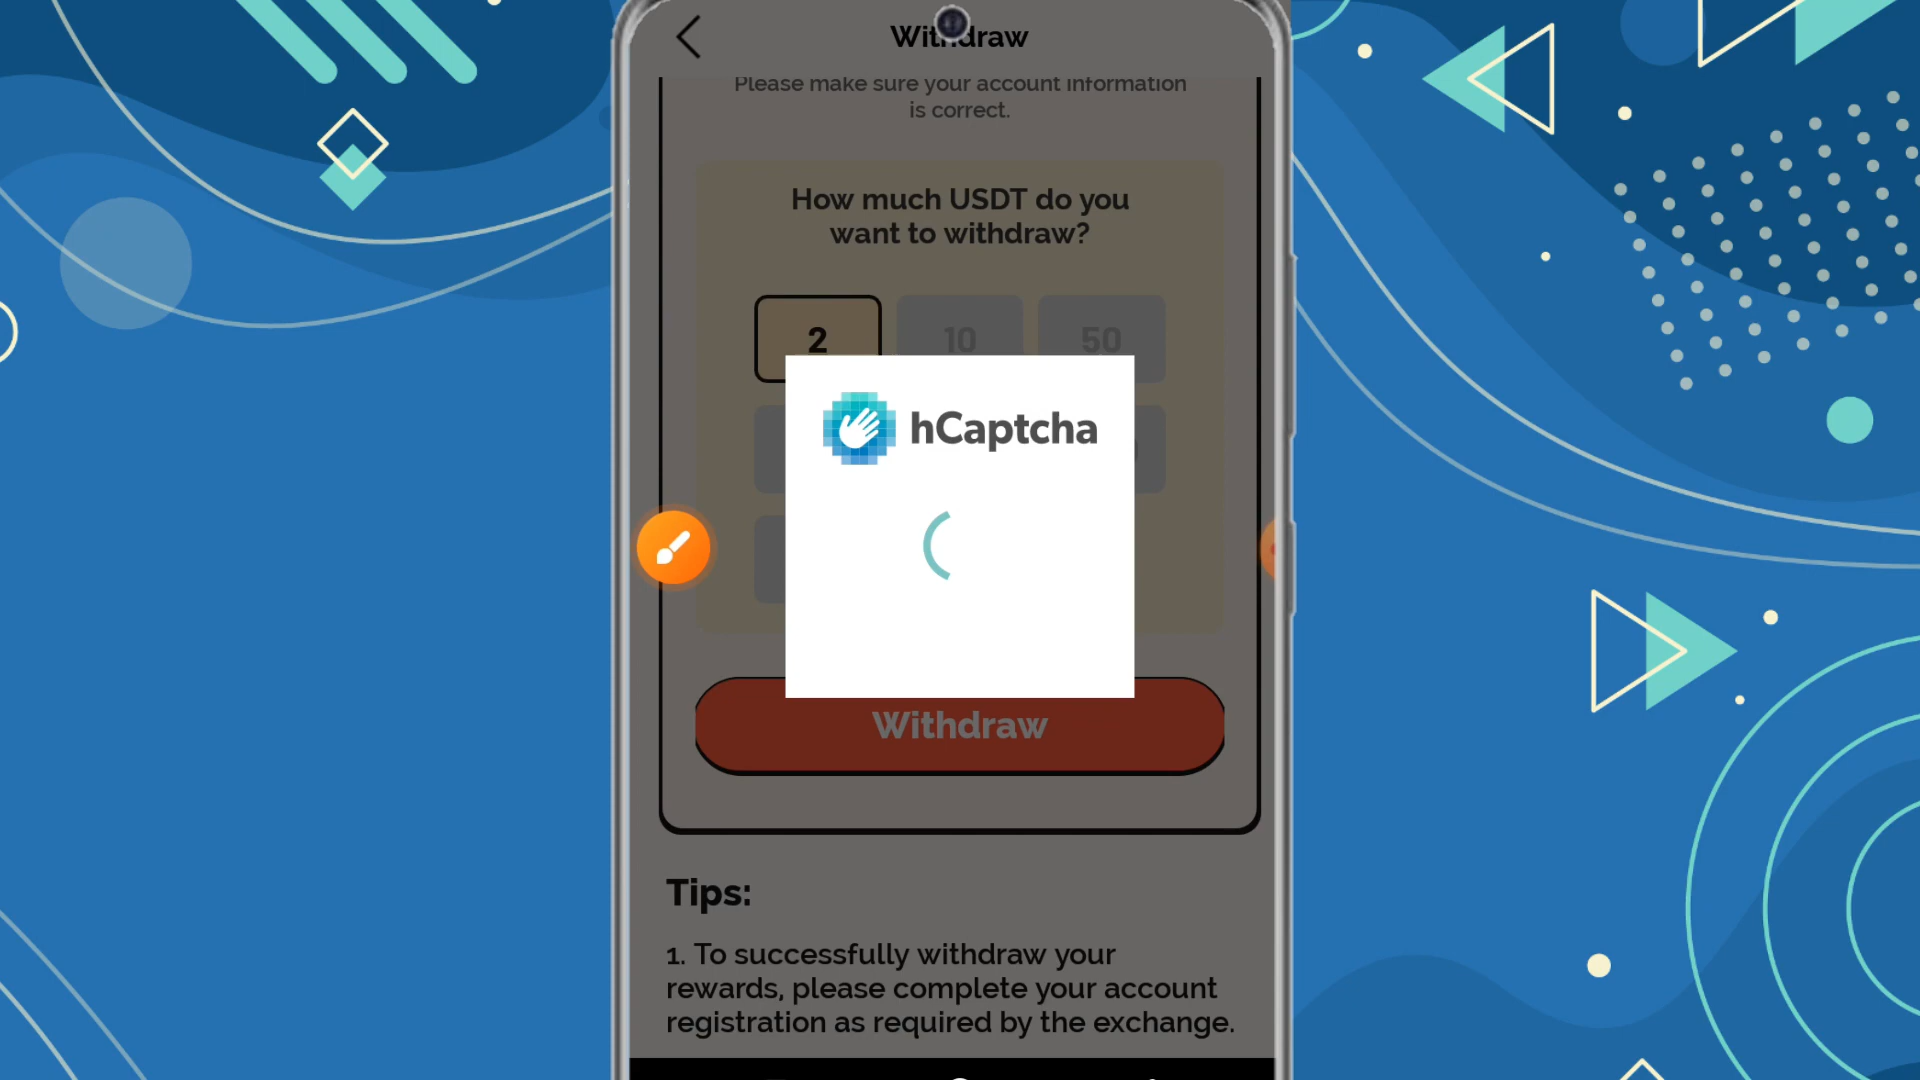 Withdraw
Please make sure your account information
is correct.
How much USDT do you
want to withdraw?
2 10 50
hCaptcha
Withdraw
Tips:
1. To successfully withdraw your
rewards, please complete your account
registration as required by the exchange.